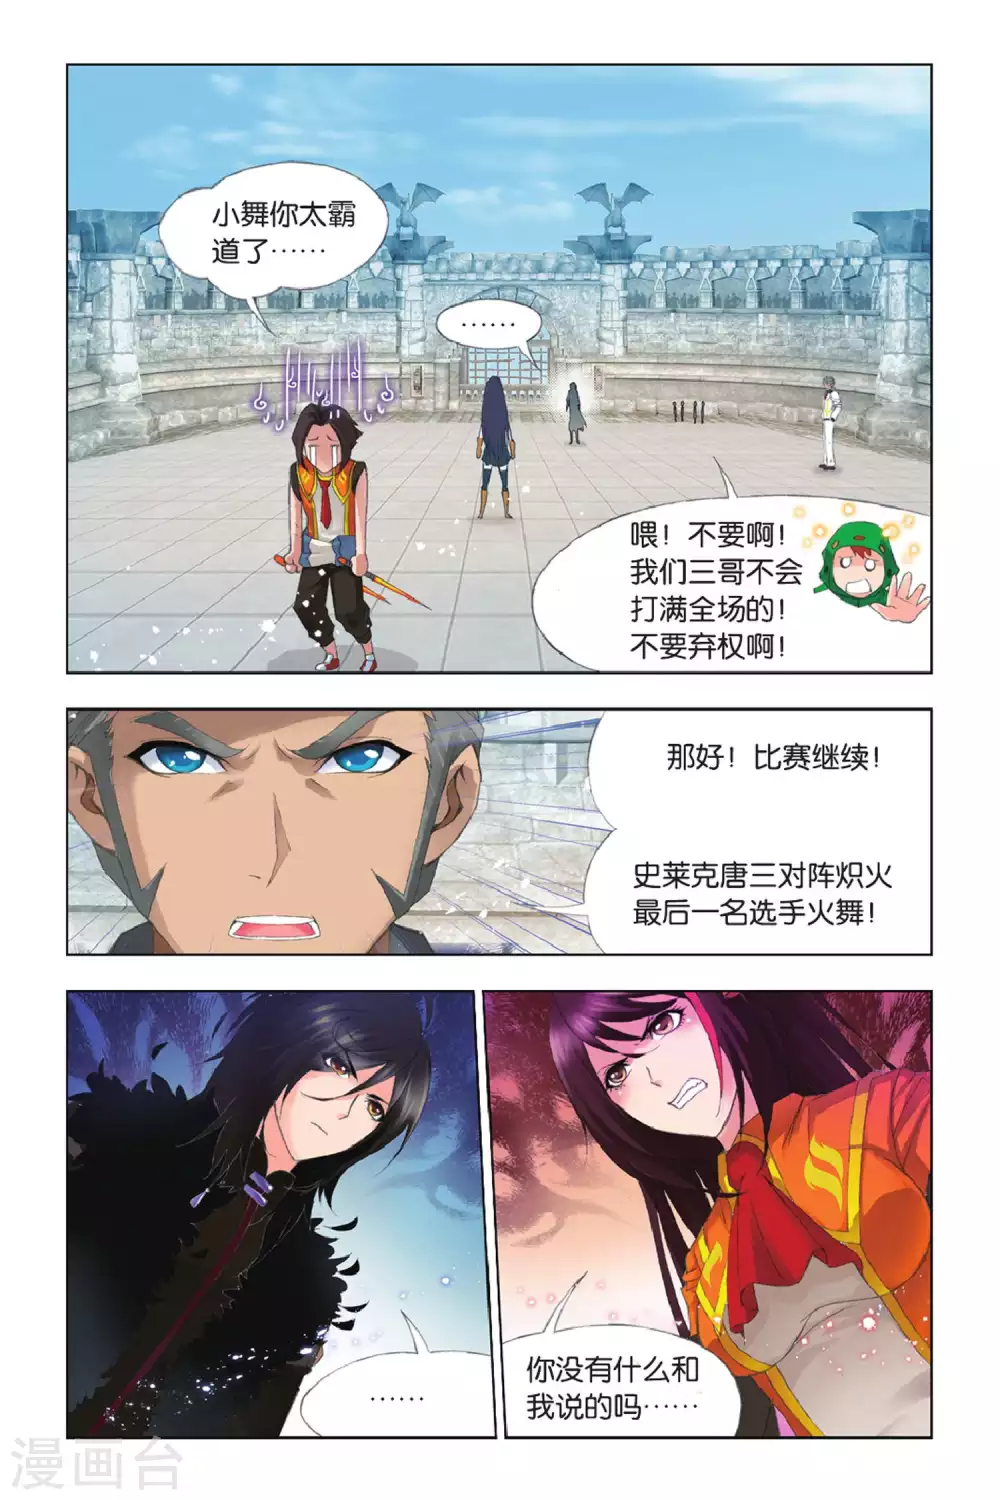 小舞你太霸
道了……
……
喂！不要啊！
我们三哥不会
打满全场的！
不要弃权啊！
那好！比赛继续！
史莱克唐三对阵炽火
最后一名选手火舞！
……
你没有什么和
我说的吗……
漫画台